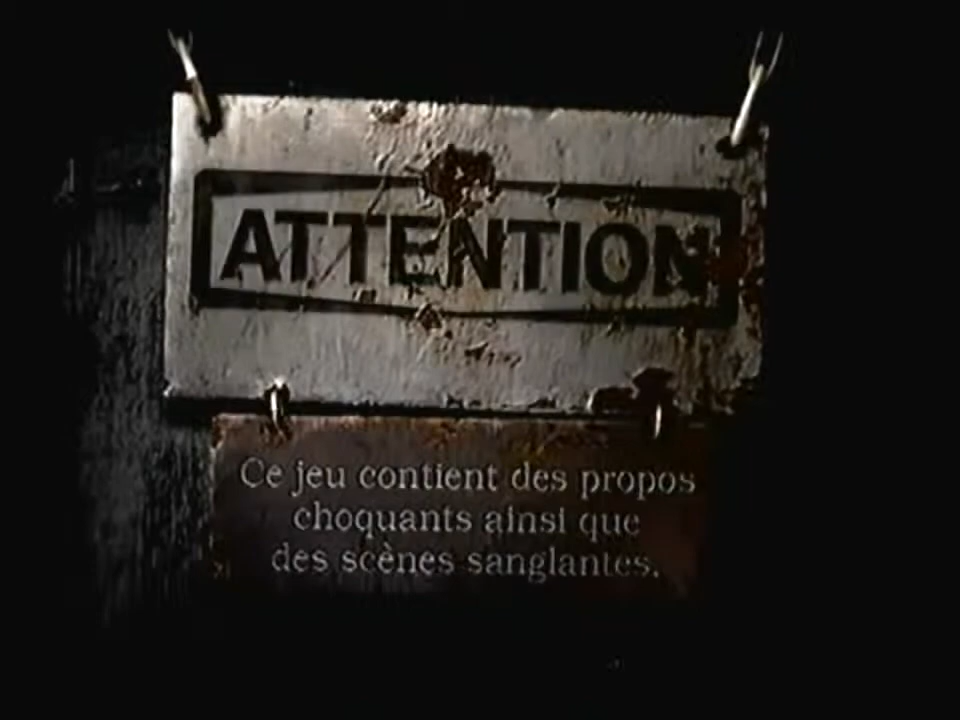 ATTENTION
Ce jeu contient des propos
choquants ainsi que
des scènes sanglantes.